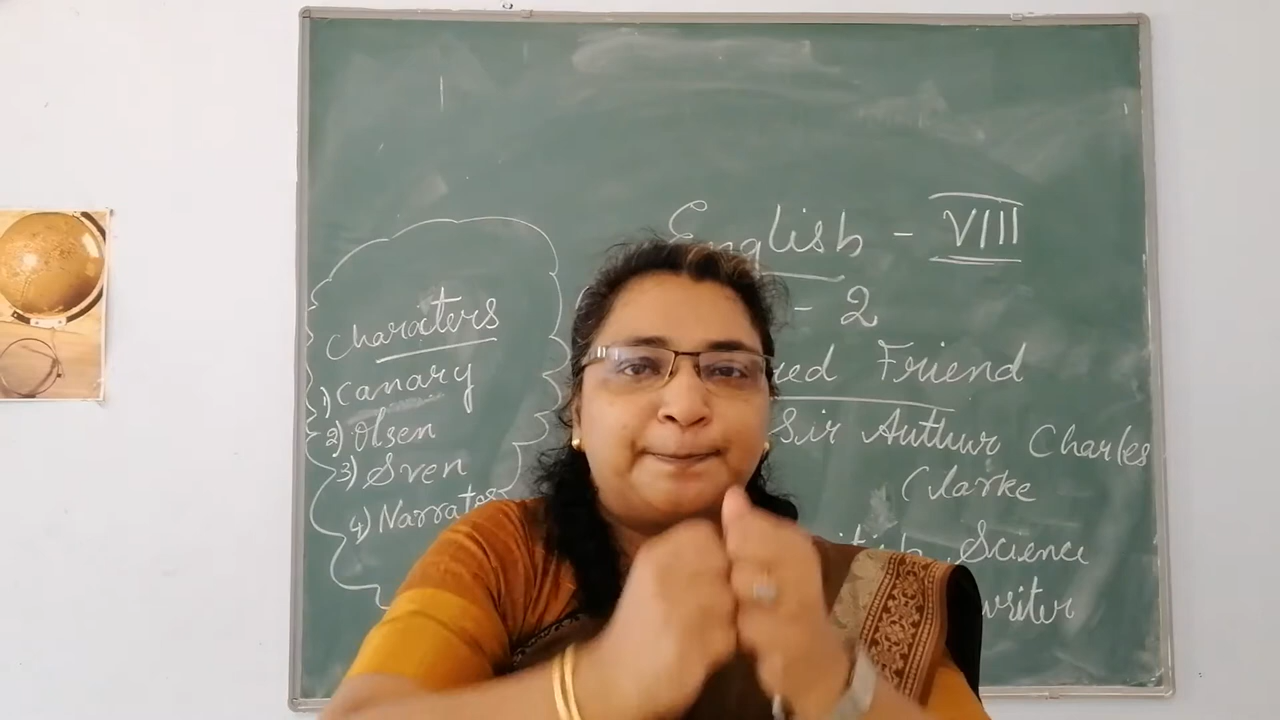 English - VIII
- 2
Friend
Sir Authur Charles
Clarke
Science
writer
Characters
1) Canary
2) Olsen
3) Sven
4) Narrator